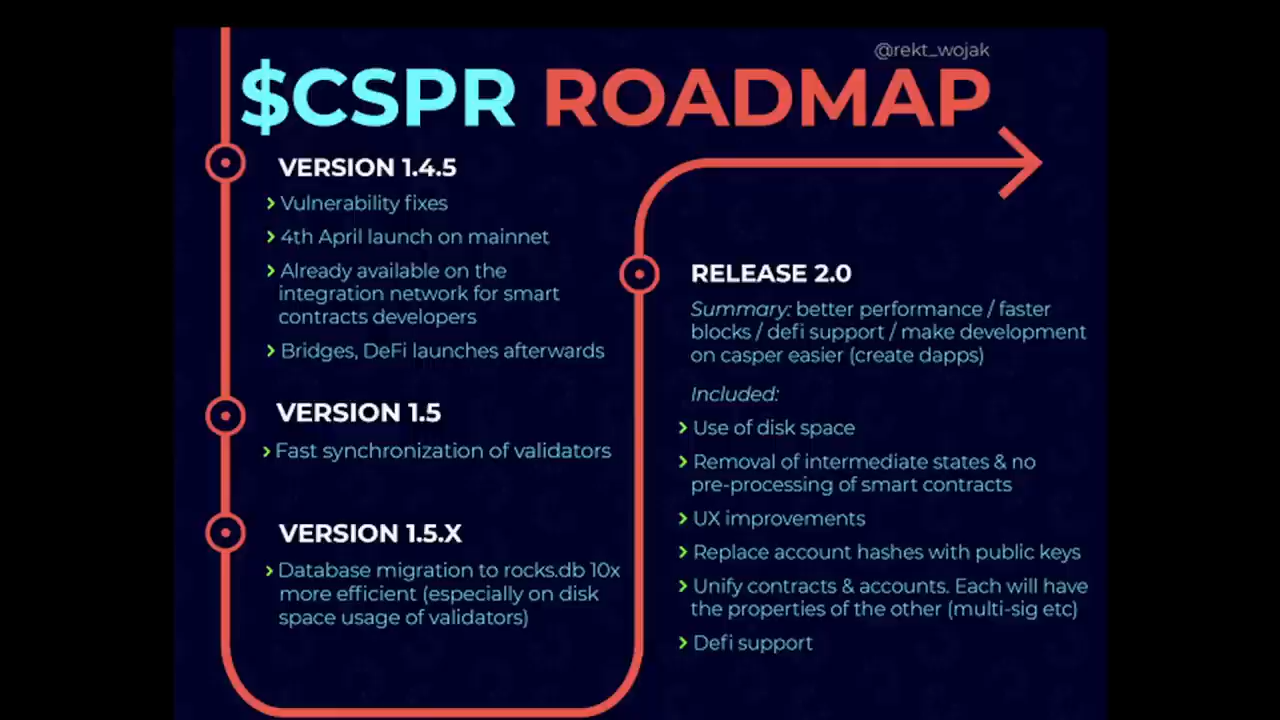 @rekt_wojak
$CSPR ROADMAP
VERSION 1.4.5
Vulnerability fixes
4th April launch on mainnet
Already available on the
integration network for smart
contracts developers
Bridges, DeFi launches afterwards
VERSION 1.5
Fast synchronization of validators
VERSION 1.5.X
Database migration to rocks.db 10x
more efficient (especially on disk
space usage of validators)
RELEASE 2.0
Summary: better performance / faster
blocks / defi support / make development
on casper easier (create dapps)
Included:
Use of disk space
Removal of intermediate states & no
pre-processing of smart contracts
UX improvements
Replace account hashes with public keys
Unify contracts & accounts. Each will have
the properties of the other (multi-sig etc)
Defi support